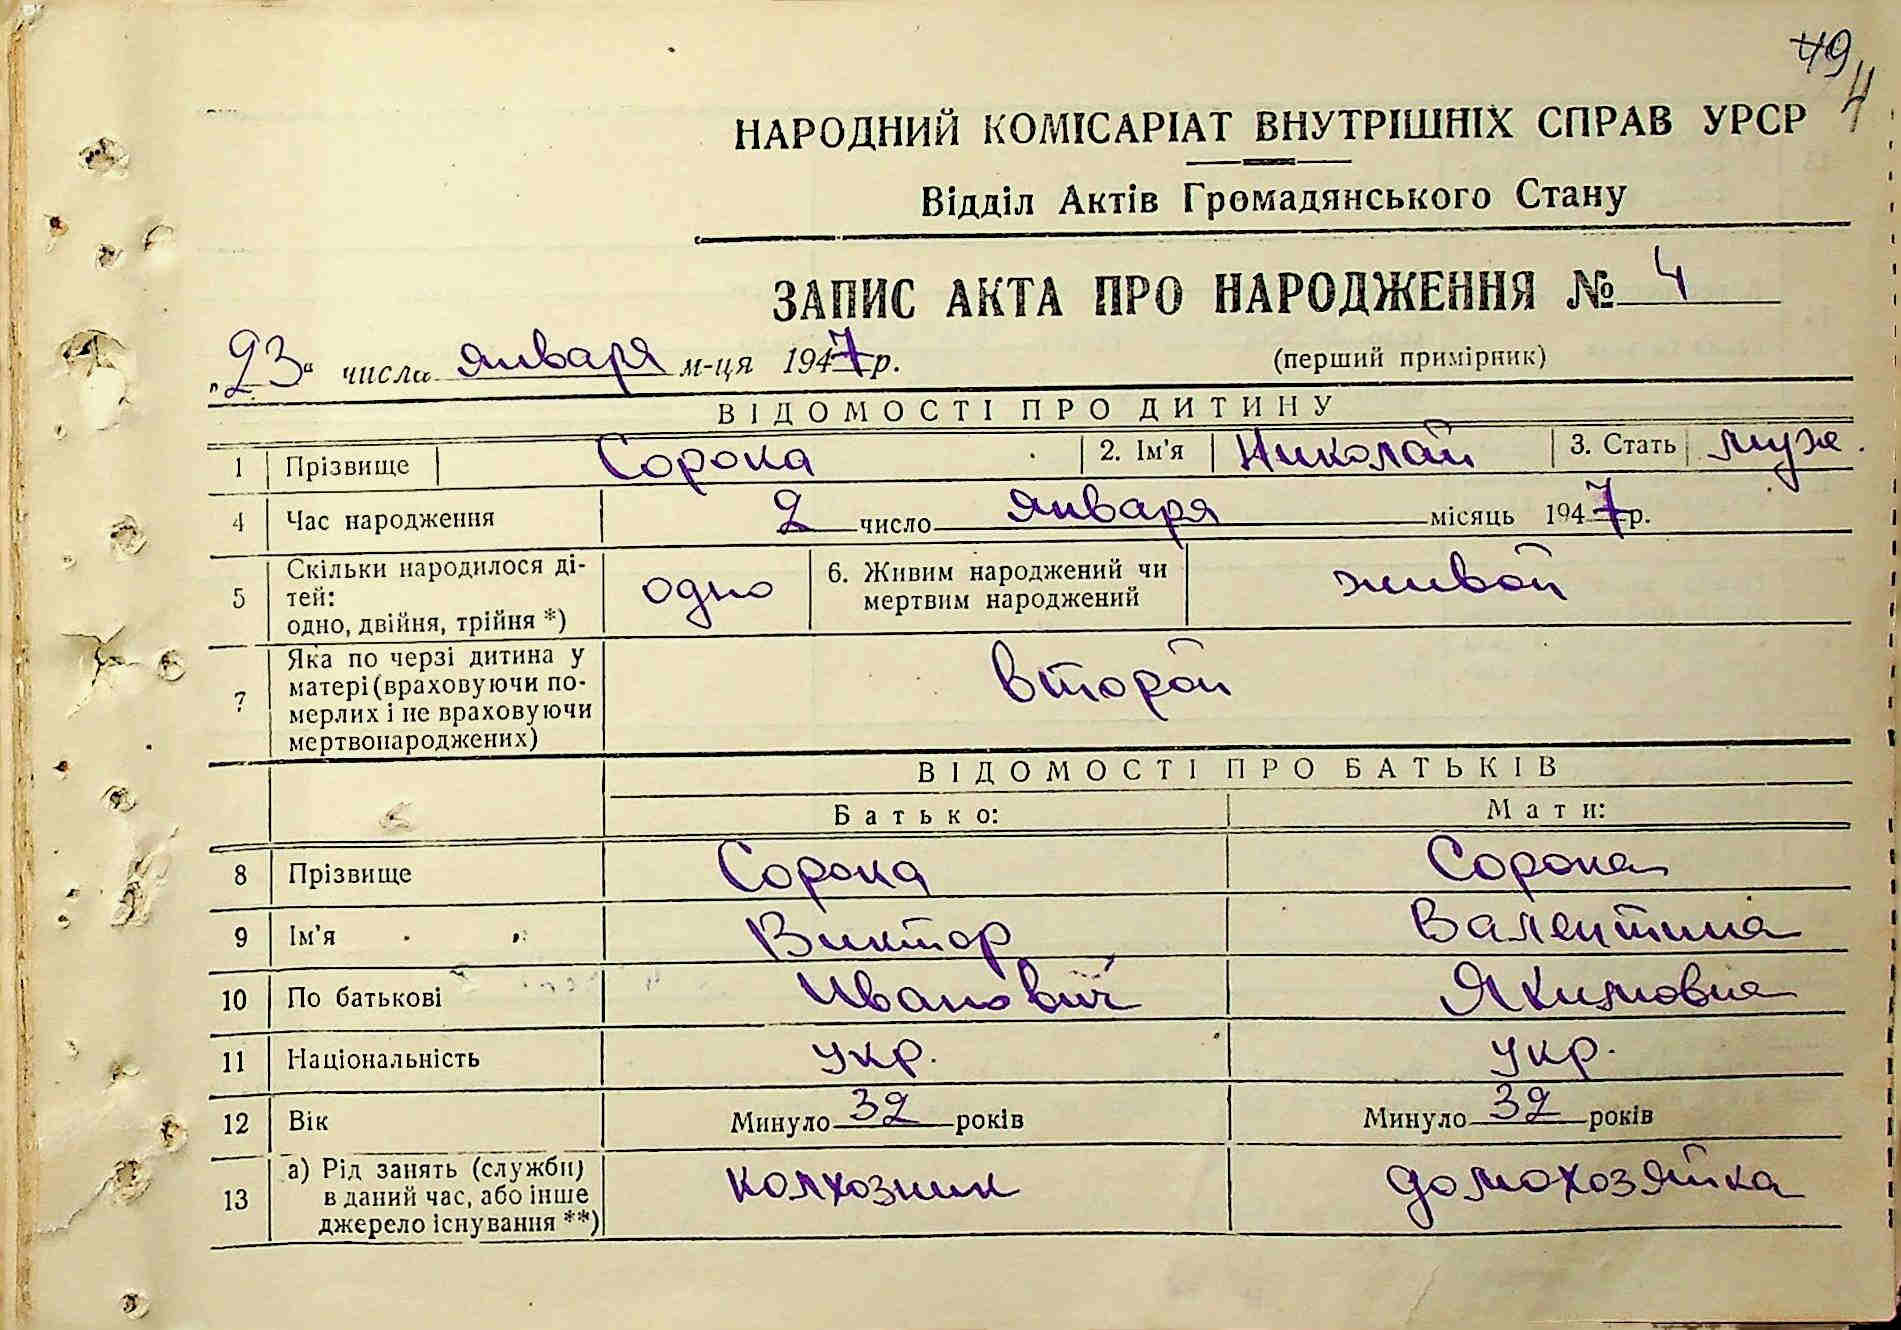 49
4
НАРОДНИЙ КОМІСАРІАТ ВНУТРІШНІХ СПРАВ УРСР
Відділ Актів Громадянського Стану
ЗАПИС АКТА ПРО НАРОДЖЕННЯ № 4
„23“ числа января м-ця 1947 р.
(перший примірник)
ВІДОМОСТІ ПРО ДИТИНУ
1 Прізвище Сорока 2. Ім'я Николай 3. Стать муж.
4 Час народження 2 число января місяць 1947 р.
5 Скільки народилося ді-
тей:
одно, двійня, трійня *) одно 6. Живим народжений чи
мертвим народжений живой
7 Яка по черзі дитина у
матері (враховуючи по-
мерлих і не враховуючи
мертвонароджених) второй
ВІДОМОСТІ ПРО БАТЬКІВ
Батько: Мати:
8 Прізвище Сорока Сорока
9 Ім'я Виктор Валентина
10 По батькові Иванович Якимовна
11 Національність укр. укр.
12 Вік Минуло 32 років Минуло 32 років
13 а) Рід занять (служби)
в даний час, або інше
джерело існування **) колхозник домохозяйка